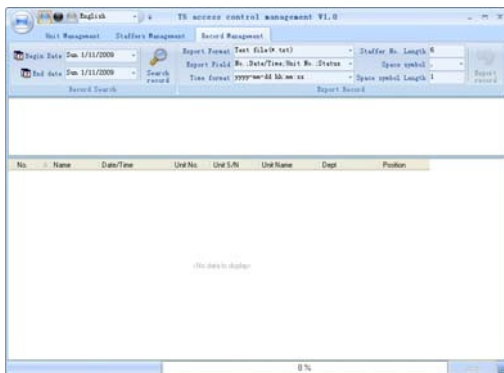 English TS access control management V1.0
Unit Management Staffers Management Record Management
Begin Date Sun 1/11/2009
End date Sun 1/11/2009
Search record
Record Search
Export Format Text file(*.txt) Staffer No. Length 6
Export Field No.;Date/Time;Unit No.;Status Space symbol ,
Time format yyyy-mm-dd hh:mm:ss Space symbol Length 1
Export record
Export Record
No. Name Date/Time Unit No Unit S/N Unit Name Dept Position
<No data to display>
0 %